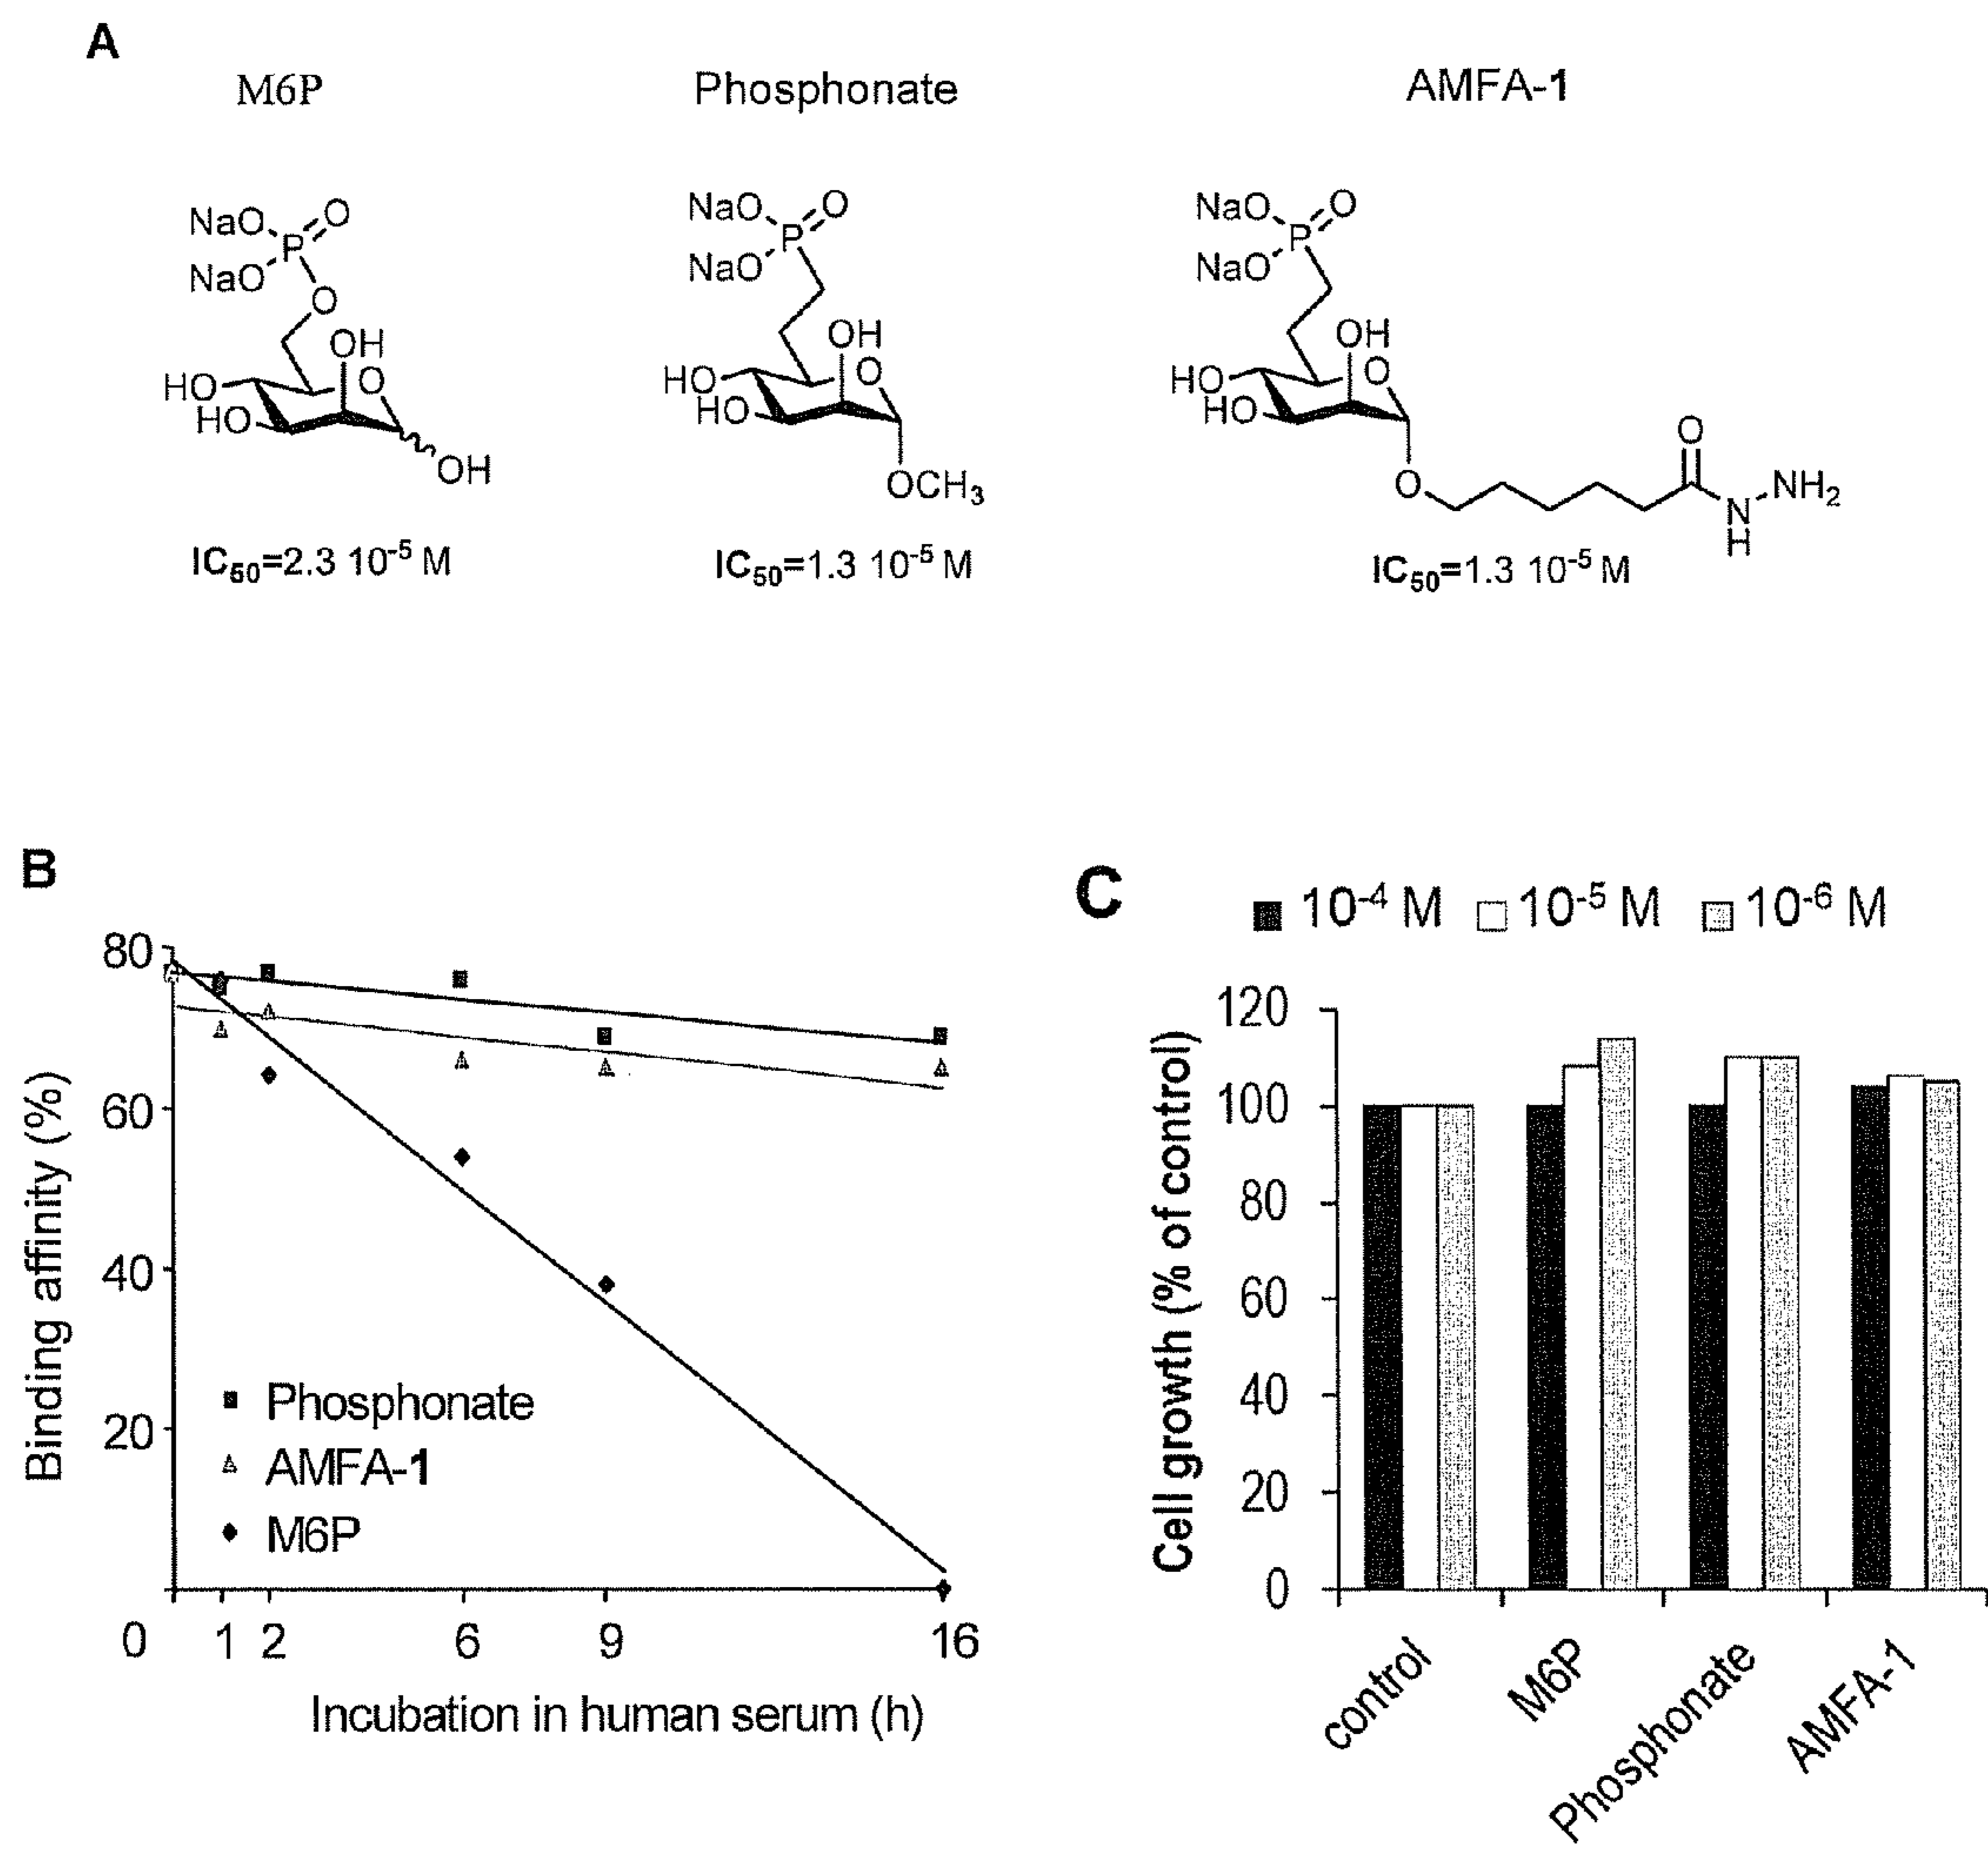 A
M6P Phosphonate AMFA-1
NaO O NaO O NaO O
P P P
NaO NaO NaO
O
OH OH OH
HO O HO O HO O
HO HO HO
OH OCH₃ O O NH₂
N
H
IC₅₀=2.3 10⁻⁵ M IC₅₀=1.3 10⁻⁵ M IC₅₀=1.3 10⁻⁵ M
B
Binding affinity (%)
80
60
40
20
Phosphonate
AMFA-1
M6P
0 1 2 6 9 16
Incubation in human serum (h)
C
10⁻⁴ M 10⁻⁵ M 10⁻⁶ M
Cell growth (% of control)
120
100
80
60
40
20
0
control M6P Phosphonate AMFA-1